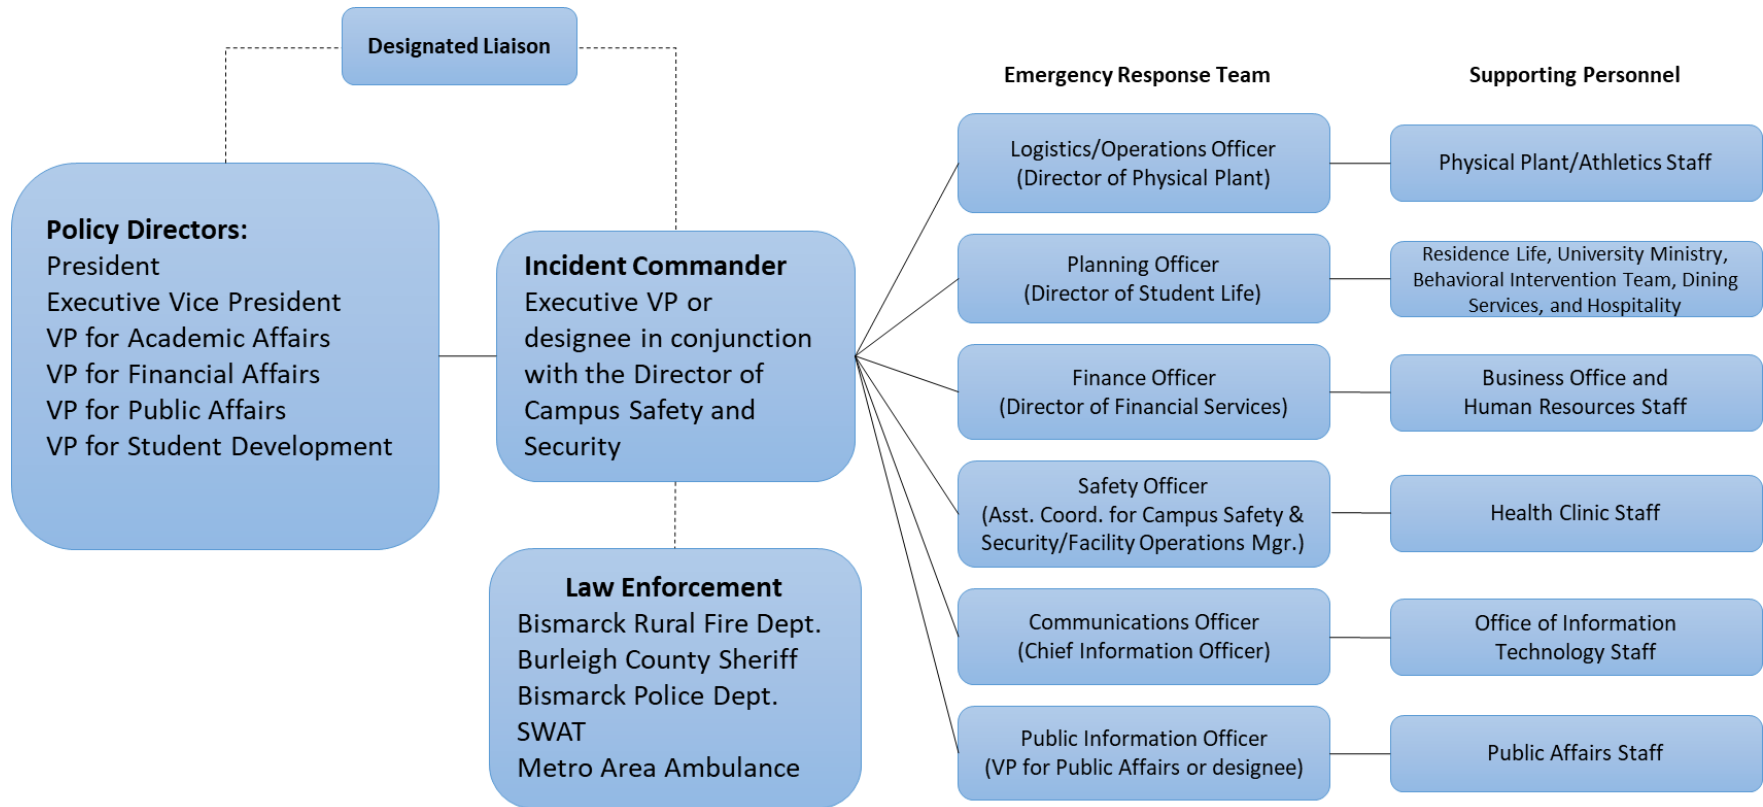 Designated Liaison
Policy Directors:
President
Executive Vice President
VP for Academic Affairs
VP for Financial Affairs
VP for Public Affairs
VP for Student Development
Incident Commander
Executive VP or
designee in conjunction
with the Director of
Campus Safety and
Security
Law Enforcement
Bismarck Rural Fire Dept.
Burleigh County Sheriff
Bismarck Police Dept.
SWAT
Metro Area Ambulance
Emergency Response Team
Supporting Personnel
Logistics/Operations Officer
(Director of Physical Plant)
Physical Plant/Athletics Staff
Planning Officer
(Director of Student Life)
Residence Life, University Ministry,
Behavioral Intervention Team, Dining
Services, and Hospitality
Finance Officer
(Director of Financial Services)
Business Office and
Human Resources Staff
Safety Officer
(Asst. Coord. for Campus Safety &
Security/Facility Operations Mgr.)
Health Clinic Staff
Communications Officer
(Chief Information Officer)
Office of Information
Technology Staff
Public Information Officer
(VP for Public Affairs or designee)
Public Affairs Staff